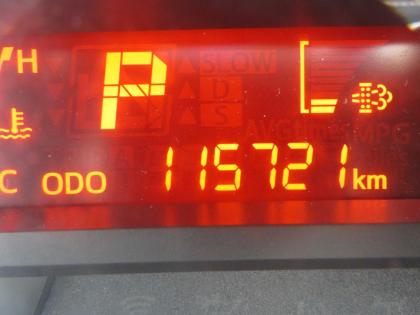 /H P SLOW
D
S
AVG MPG
C ODO 115721 km